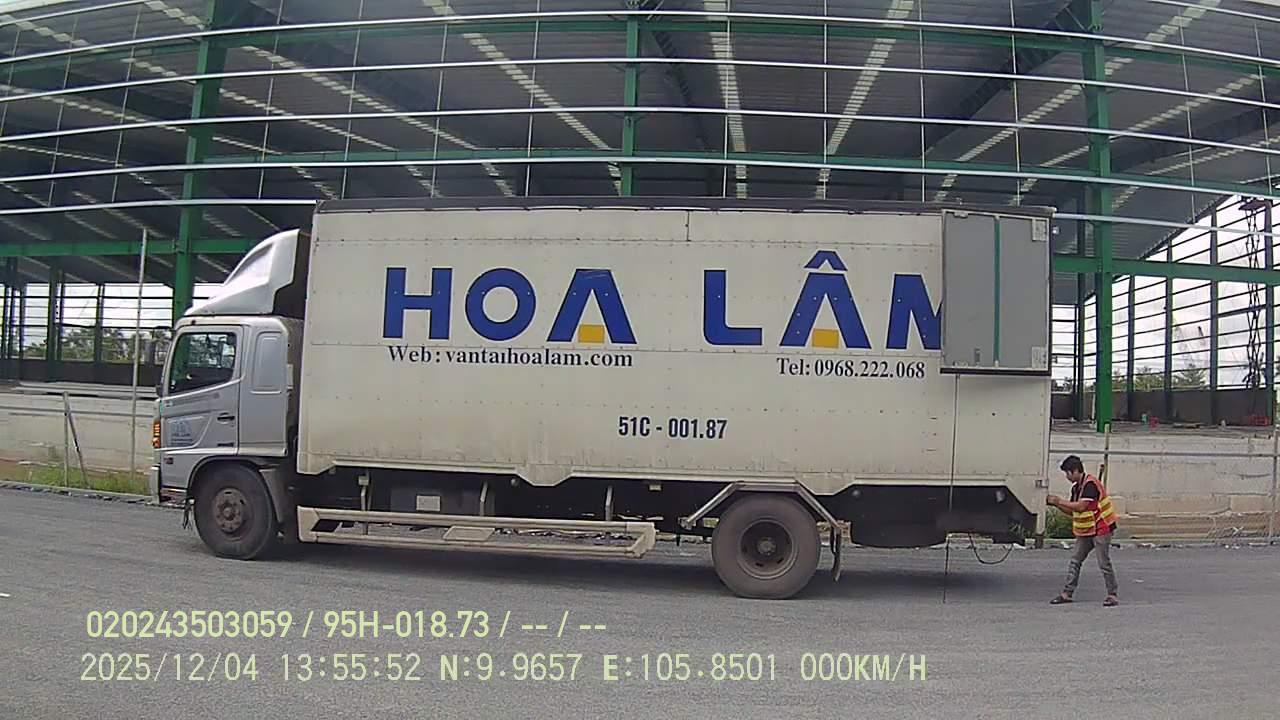 HOA LÂM
Web: vantaihoalam.com
Tel: 0968.222.068
51C - 001.87
020243503059 / 95H-018.73 / -- / --
2025/12/04 13:55:52 N:9.9657 E:105.8501 000KM/H